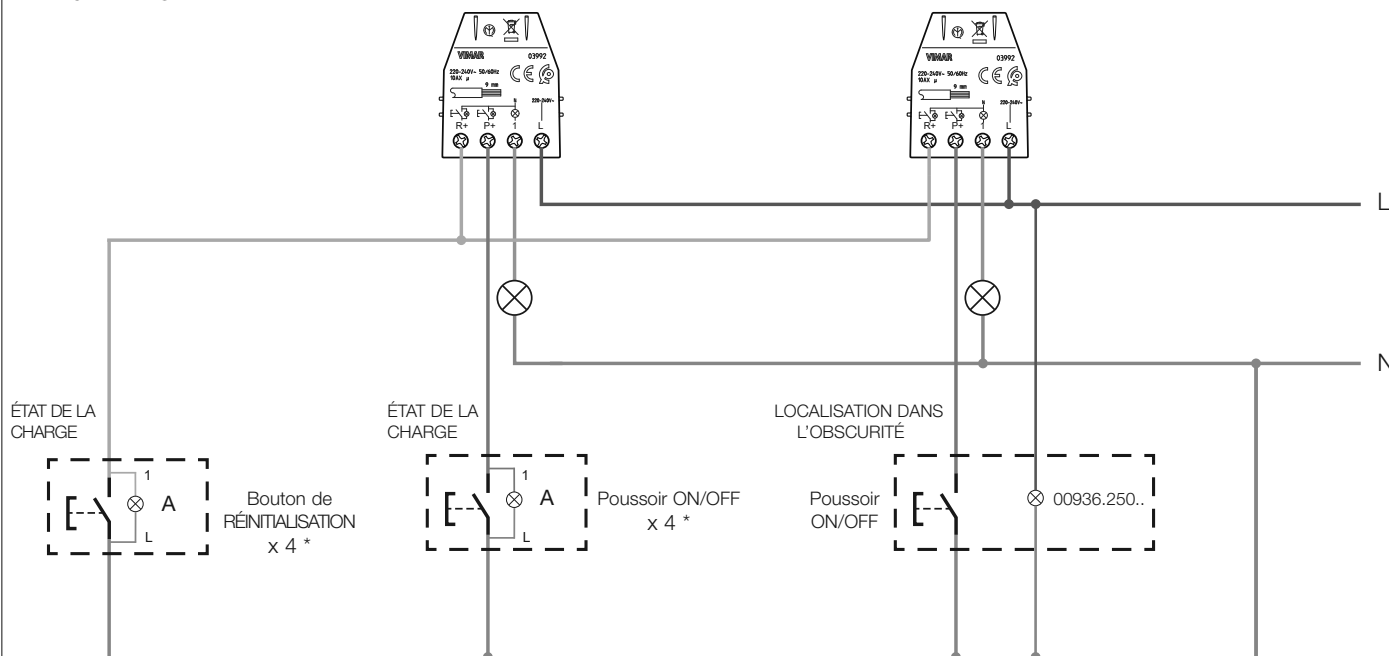 VIMAR 03992
220-240V~ 50/60Hz
10AX µ
9 mm
N
220-240V~
R+ P+ 1 L
VIMAR 03992
220-240V~ 50/60Hz
10AX µ
9 mm
N
220-240V~
R+ P+ 1 L
L
N
ÉTAT DE LA
CHARGE
1
A
L
Bouton de
RÉINITIALISATION
x 4 *
ÉTAT DE LA
CHARGE
1
A
L
Poussoir ON/OFF
x 4 *
LOCALISATION DANS
L'OBSCURITÉ
Poussoir
ON/OFF
00936.250..